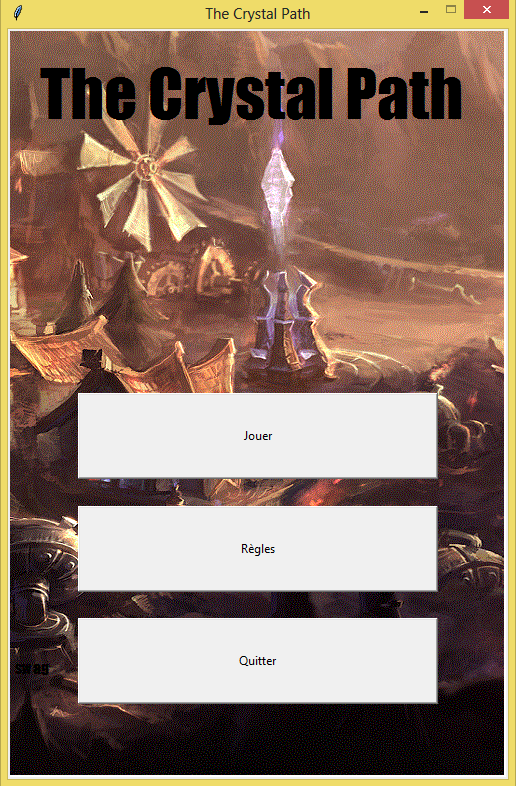 The Crystal Path
The Crystal Path
Jouer
Règles
Quitter